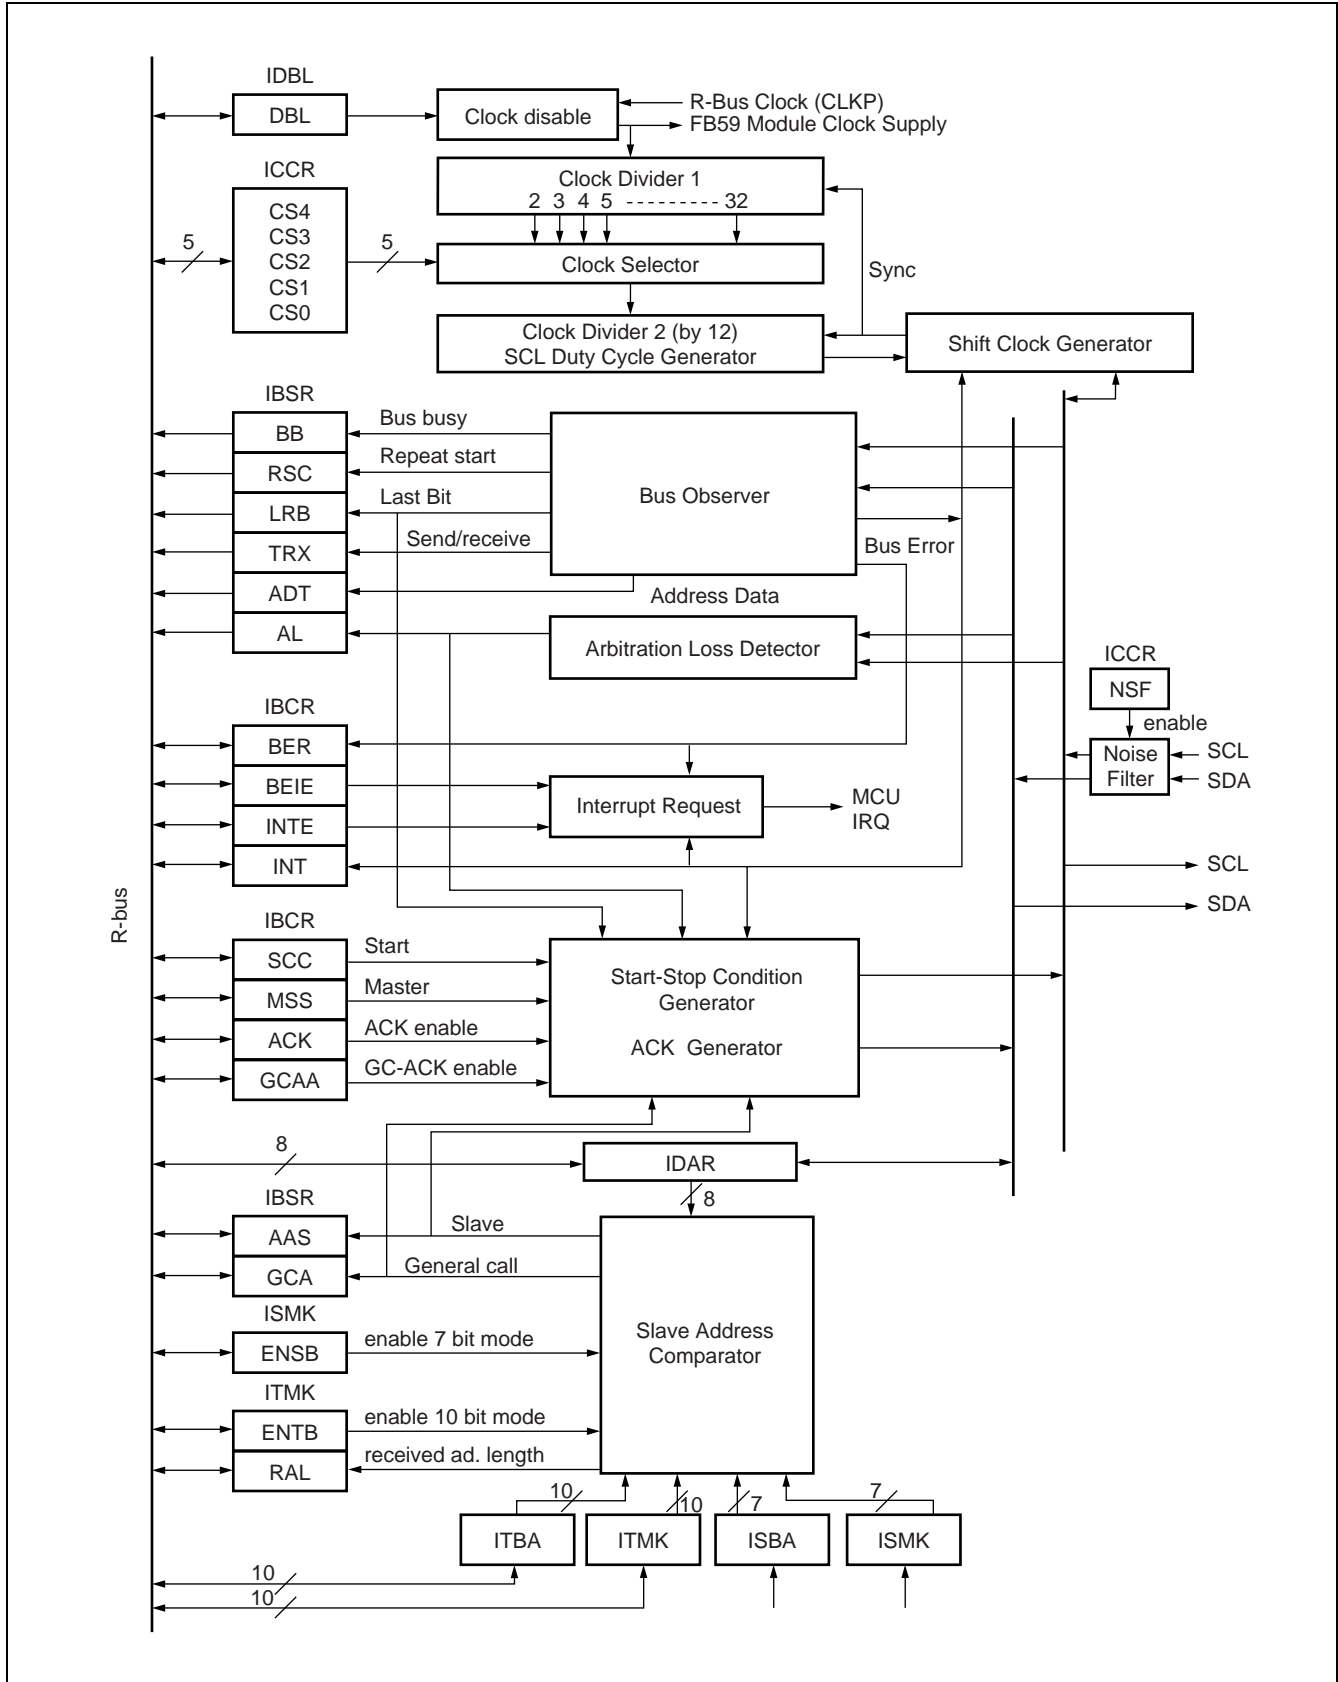 IDBL
DBL
Clock disable
R-Bus Clock (CLKP)
FB59 Module Clock Supply
ICCR
CS4
CS3
CS2
CS1
CS0
5
5
Clock Divider 1
2 3 4 5 --------- 32
Clock Selector
Sync
Clock Divider 2 (by 12)
SCL Duty Cycle Generator
Shift Clock Generator
IBSR
BB
Bus busy
RSC
Repeat start
LRB
Last Bit
TRX
Send/receive
ADT
AL
Bus Observer
Bus Error
Address Data
Arbitration Loss Detector
ICCR
NSF
enable
Noise
Filter
SCL
SDA
IBCR
BER
BEIE
INTE
INT
Interrupt Request
MCU
IRQ
SCL
SDA
R-bus
IBCR
SCC
Start
MSS
Master
ACK
ACK enable
GCAA
GC-ACK enable
Start-Stop Condition
Generator
ACK Generator
8
IDAR
8
IBSR
AAS
Slave
GCA
General call
ISMK
ENSB
enable 7 bit mode
Slave Address
Comparator
ITMK
ENTB
enable 10 bit mode
RAL
received ad. length
10
10
7
7
ITBA
ITMK
ISBA
ISMK
10
10